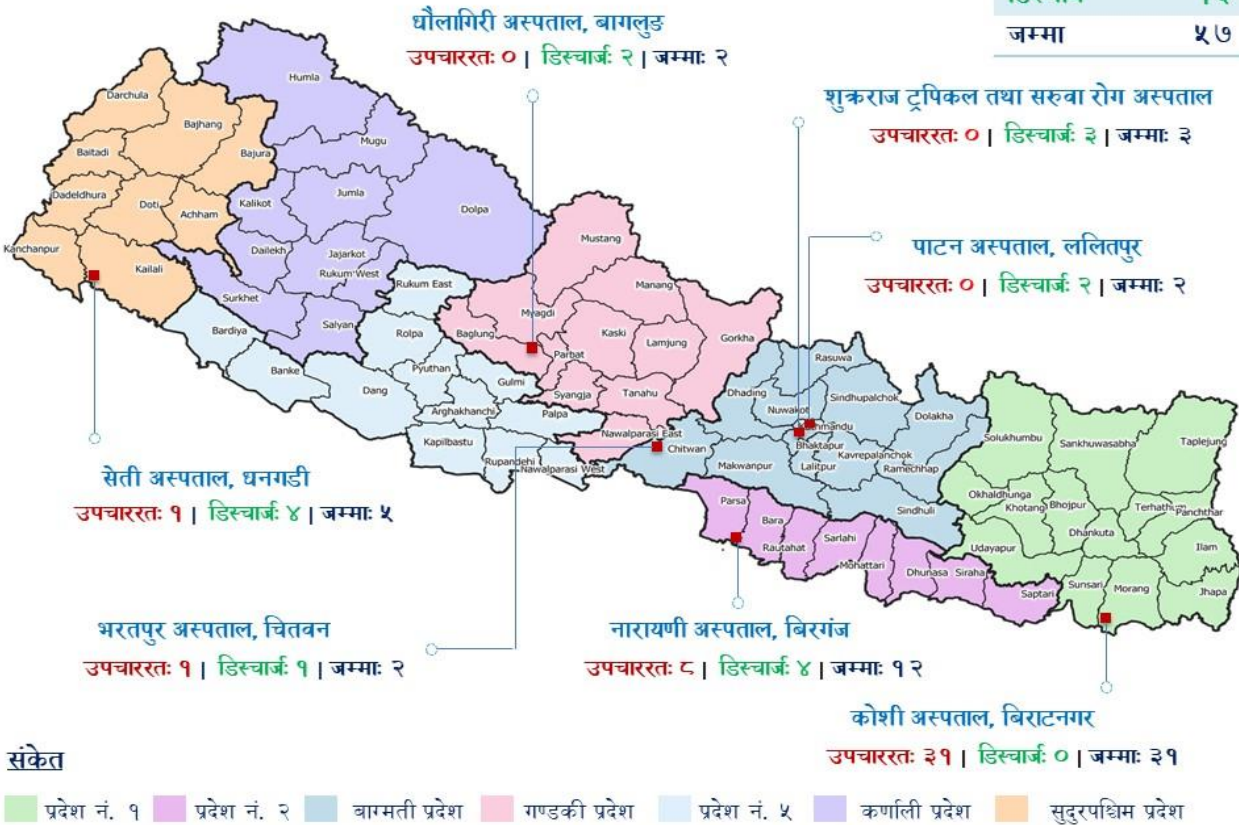 जम्मा ५७
धौलागिरी अस्पताल, बागलुङ
उपचाररतः ० | डिस्चार्जः २ | जम्माः २
शुक्रराज ट्रपिकल तथा सरुवा रोग अस्पताल
उपचाररतः ० | डिस्चार्जः ३ | जम्माः ३
पाटन अस्पताल, ललितपुर
उपचाररतः ० | डिस्चार्जः २ | जम्माः २
Humla
Darchula
Bajhang
Mugu
Baitadi
Bajura
Dadeldhura
Doti
Achham
Kalikot
Jumla
Dolpa
Kanchanpur
Kailali
Dailekh
Jajarkot
Rukum West
Rukum East
Surkhet
Salyan
Mustang
Manang
Myagdi
Baglung
Kaski
Lamjung
Gorkha
Parbat
Syangja
Tanahu
Nawalparasi East
Bardiya
Banke
Rolpa
Pyuthan
Dang
Gulmi
Arghakhanchi
Palpa
Kapilbastu
Rupandehi
Nawalparasi West
Rasuwa
Dhading
Nuwakot
Sindhupalchok
Dolakha
Bhaktapur
Chitwan
Makwanpur
Lalitpur
Kavrepalanchok
Ramechhap
Sindhuli
Solukhumbu
Sankhuwasabha
Taplejung
Okhaldhunga
Khotang
Bhojpur
Panchthar
Dhankuta
Udayapur
Ilam
Sunsari
Morang
Jhapa
Parsa
Bara
Rautahat
Sarlahi
Mohattari
Dhunasa
Siraha
Saptari
सेती अस्पताल, धनगडी
उपचाररतः १ | डिस्चार्जः ४ | जम्माः ५
भरतपुर अस्पताल, चितवन
उपचाररतः १ | डिस्चार्जः १ | जम्माः २
नारायणी अस्पताल, बिरगंज
उपचाररतः ८ | डिस्चार्जः ४ | जम्माः १२
कोशी अस्पताल, बिराटनगर
उपचाररतः ३१ | डिस्चार्जः ० | जम्माः ३१
संकेत
प्रदेश नं. १ प्रदेश नं. २ बाग्मती प्रदेश गण्डकी प्रदेश प्रदेश नं. ५ कर्णाली प्रदेश सुदुरपश्चिम प्रदेश